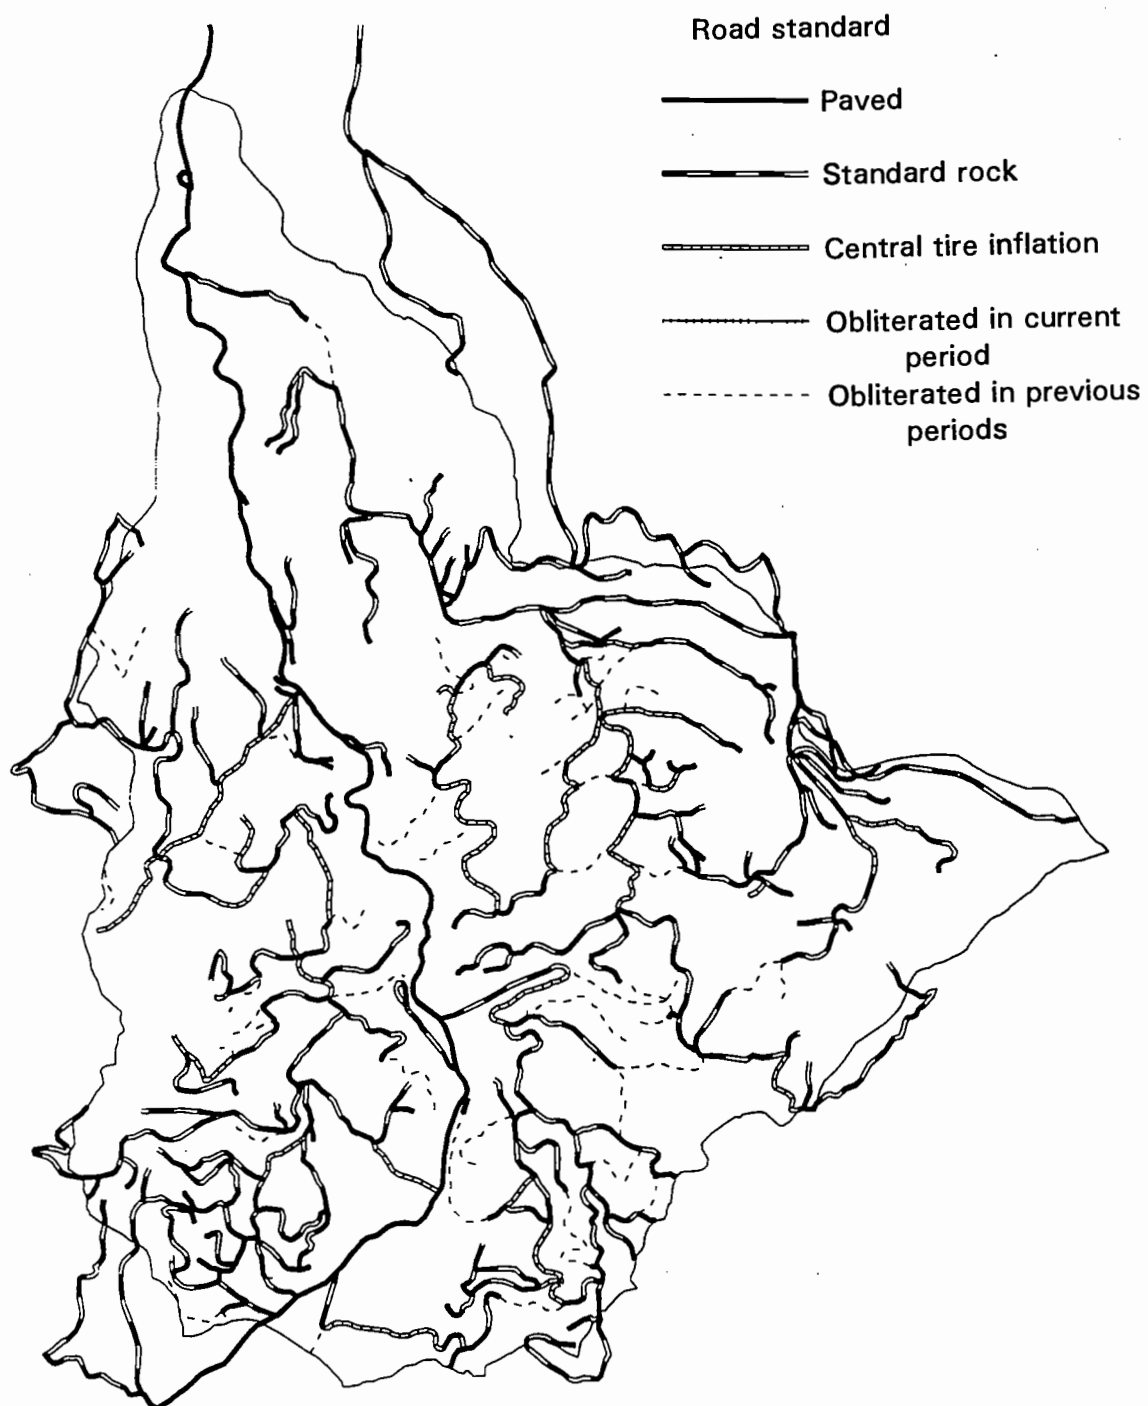 Road standard
Paved
Standard rock
Central tire inflation
Obliterated in current
period
Obliterated in previous
periods